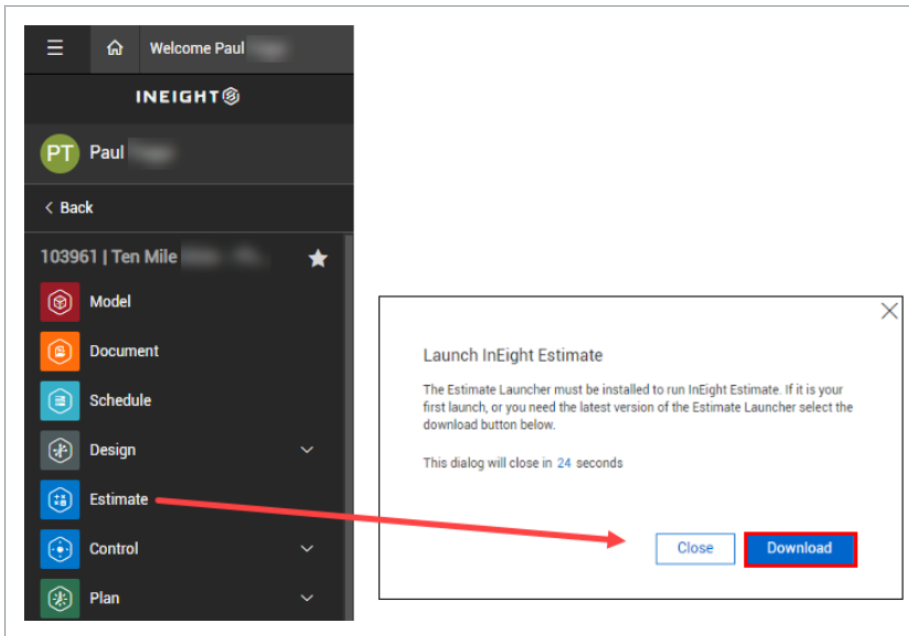 Welcome Paul
INEIGHT
PT Paul
< Back
103961 | Ten Mile
Model
Document
Schedule
Design
Estimate
Control
Plan
Launch InEight Estimate
The Estimate Launcher must be installed to run InEight Estimate. If it is your
first launch, or you need the latest version of the Estimate Launcher select the
download button below.
This dialog will close in 24 seconds
Close Download